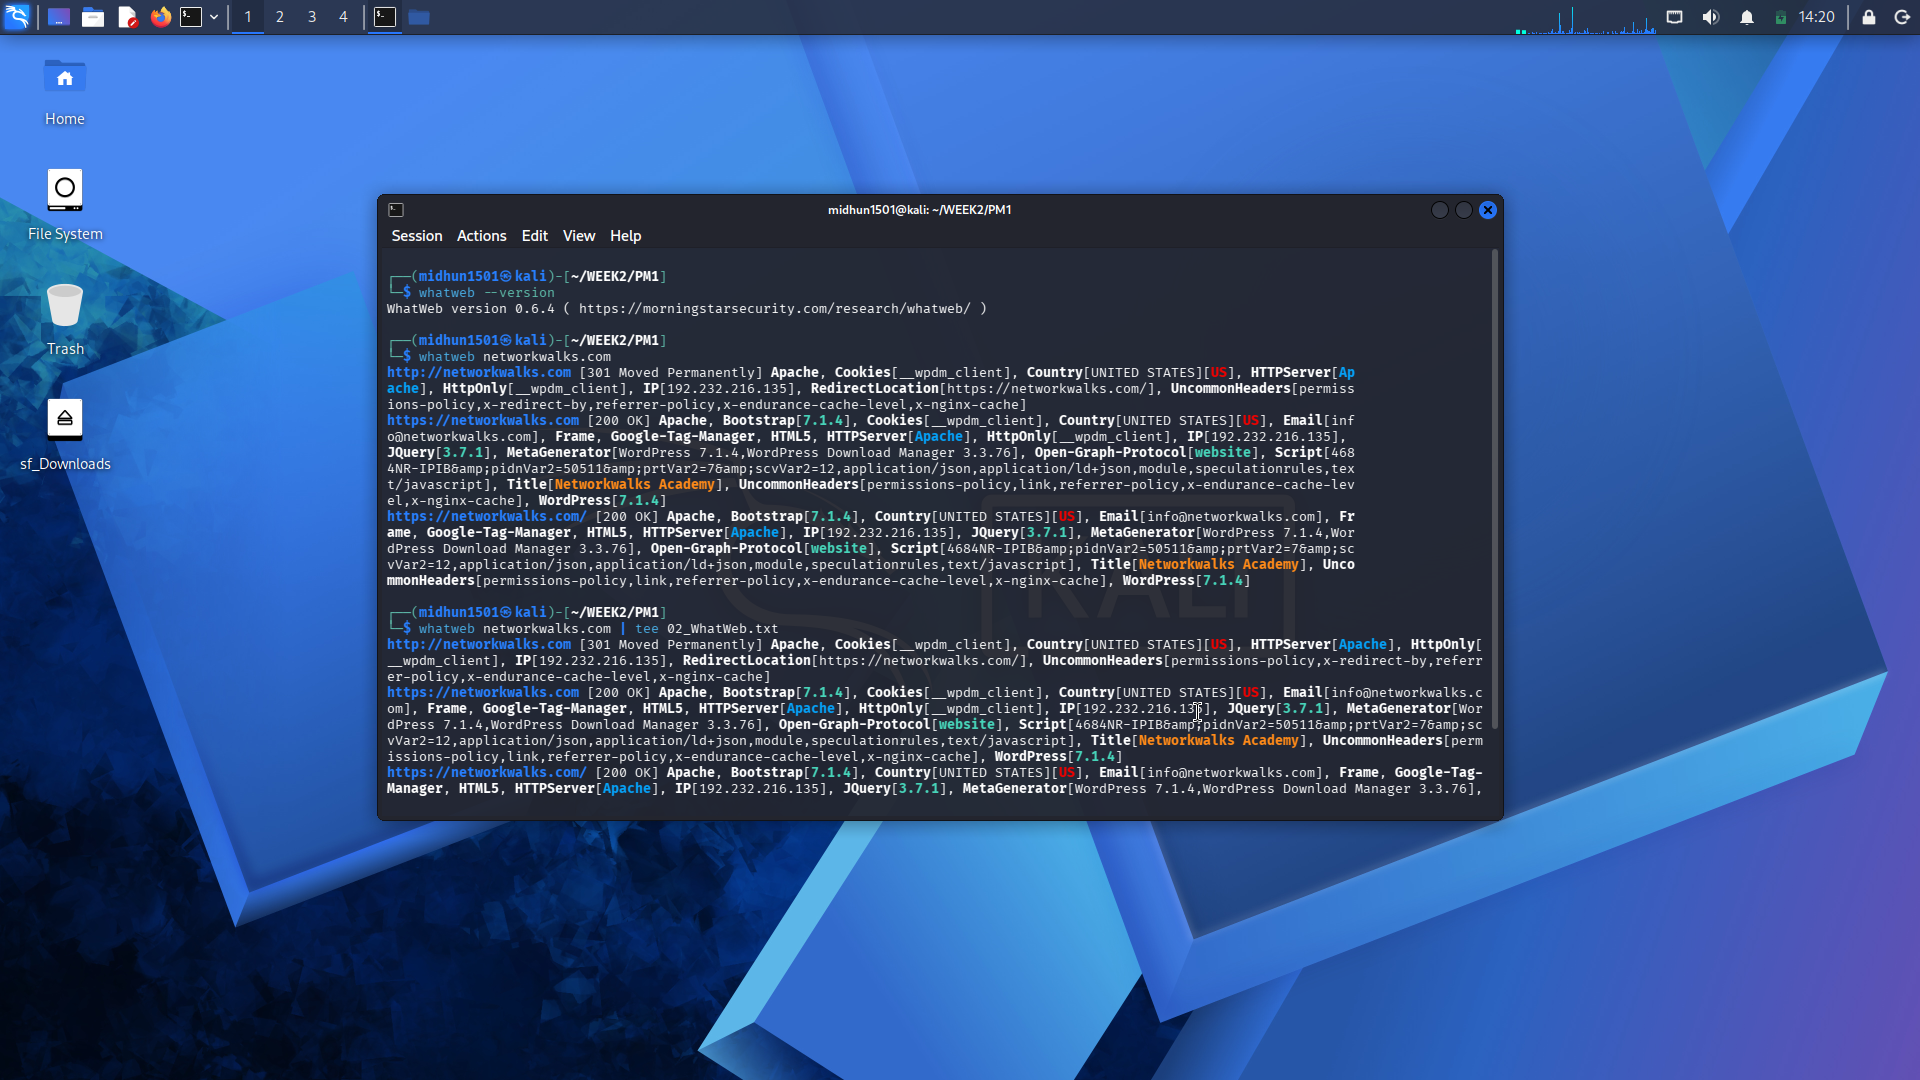 1 2 3 4 14:20
Home
File System
Trash
sf_Downloads
midhun1501@kali: ~/WEEK2/PM1
Session Actions Edit View Help
┌──(midhun1501㉿kali)-[~/WEEK2/PM1]
└─$ whatweb --version
WhatWeb version 0.6.4 ( https://morningstarsecurity.com/research/whatweb/ )
┌──(midhun1501㉿kali)-[~/WEEK2/PM1]
└─$ whatweb networkwalks.com
http://networkwalks.com [301 Moved Permanently] Apache, Cookies[__wpdm_client], Country[UNITED STATES][US], HTTPServer[Ap
ache], HttpOnly[__wpdm_client], IP[192.232.216.135], RedirectLocation[https://networkwalks.com/], UncommonHeaders[permiss
ions-policy,x-redirect-by,referrer-policy,x-endurance-cache-level,x-nginx-cache]
https://networkwalks.com [200 OK] Apache, Bootstrap[7.1.4], Cookies[__wpdm_client], Country[UNITED STATES][US], Email[inf
o@networkwalks.com], Frame, Google-Tag-Manager, HTML5, HTTPServer[Apache], HttpOnly[__wpdm_client], IP[192.232.216.135],
JQuery[3.7.1], MetaGenerator[WordPress 7.1.4,WordPress Download Manager 3.3.76], Open-Graph-Protocol[website], Script[468
4NR-IPIB&amp;pidnVar2=50511&amp;prtVar2=7&amp;scvVar2=12,application/json,application/ld+json,module,speculationrules,tex
t/javascript], Title[Networkwalks Academy], UncommonHeaders[permissions-policy,link,referrer-policy,x-endurance-cache-lev
el,x-nginx-cache], WordPress[7.1.4]
https://networkwalks.com/ [200 OK] Apache, Bootstrap[7.1.4], Country[UNITED STATES][US], Email[info@networkwalks.com], Fr
ame, Google-Tag-Manager, HTML5, HTTPServer[Apache], IP[192.232.216.135], JQuery[3.7.1], MetaGenerator[WordPress 7.1.4,Wor
dPress Download Manager 3.3.76], Open-Graph-Protocol[website], Script[4684NR-IPIB&amp;pidnVar2=50511&amp;prtVar2=7&amp;sc
vVar2=12,application/json,application/ld+json,module,speculationrules,text/javascript], Title[Networkwalks Academy], Unco
mmonHeaders[permissions-policy,link,referrer-policy,x-endurance-cache-level,x-nginx-cache], WordPress[7.1.4]
KALI
┌──(midhun1501㉿kali)-[~/WEEK2/PM1]
└─$ whatweb networkwalks.com | tee 02_WhatWeb.txt
http://networkwalks.com [301 Moved Permanently] Apache, Cookies[__wpdm_client], Country[UNITED STATES][US], HTTPServer[Apache], HttpOnly[
__wpdm_client], IP[192.232.216.135], RedirectLocation[https://networkwalks.com/], UncommonHeaders[permissions-policy,x-redirect-by,referr
er-policy,x-endurance-cache-level,x-nginx-cache]
https://networkwalks.com [200 OK] Apache, Bootstrap[7.1.4], Cookies[__wpdm_client], Country[UNITED STATES][US], Email[info@networkwalks.c
om], Frame, Google-Tag-Manager, HTML5, HTTPServer[Apache], HttpOnly[__wpdm_client], IP[192.232.216.135], JQuery[3.7.1], MetaGenerator[Wor
dPress 7.1.4,WordPress Download Manager 3.3.76], Open-Graph-Protocol[website], Script[4684NR-IPIB&amp;pidnVar2=50511&amp;prtVar2=7&amp;sc
vVar2=12,application/json,application/ld+json,module,speculationrules,text/javascript], Title[Networkwalks Academy], UncommonHeaders[perm
issions-policy,link,referrer-policy,x-endurance-cache-level,x-nginx-cache], WordPress[7.1.4]
https://networkwalks.com/ [200 OK] Apache, Bootstrap[7.1.4], Country[UNITED STATES][US], Email[info@networkwalks.com], Frame, Google-Tag-
Manager, HTML5, HTTPServer[Apache], IP[192.232.216.135], JQuery[3.7.1], MetaGenerator[WordPress 7.1.4,WordPress Download Manager 3.3.76],